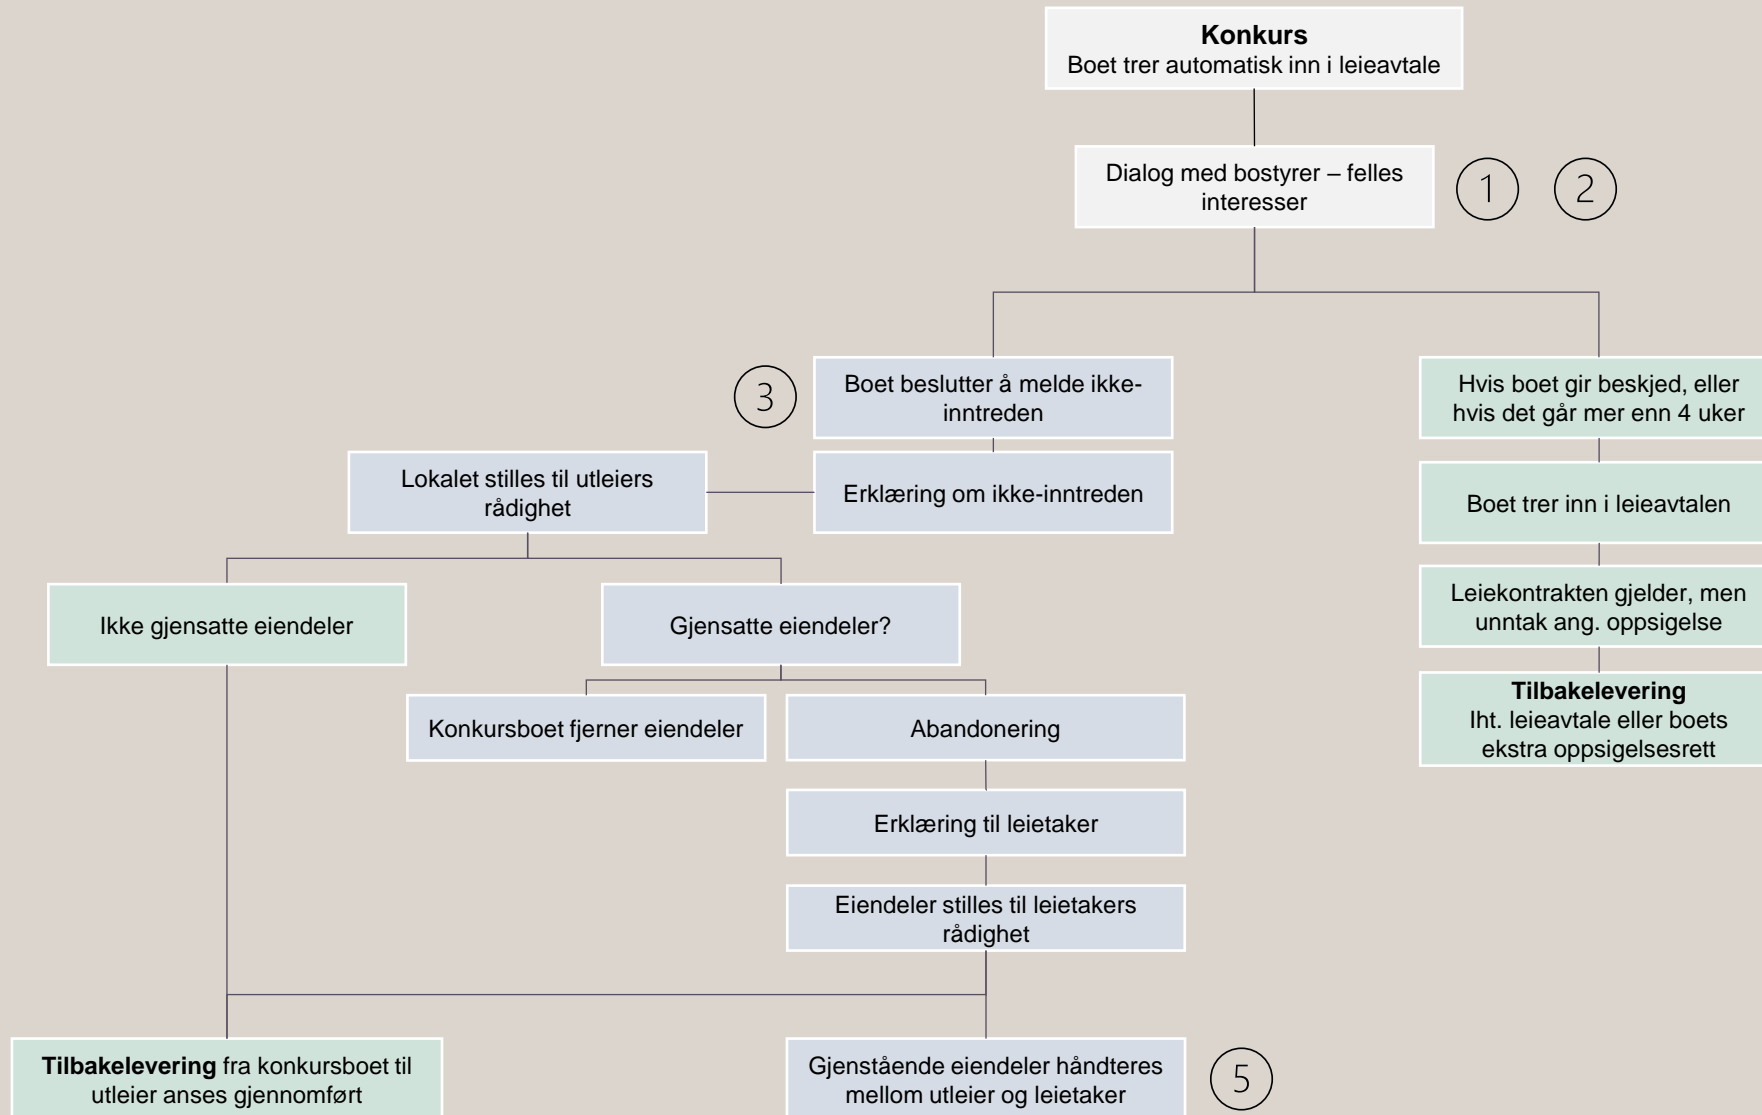 Konkurs
Boet trer automatisk inn i leieavtale
Dialog med bostyrer – felles
interesser
1
2
3
Boet beslutter å melde ikke-
inntreden
Hvis boet gir beskjed, eller
hvis det går mer enn 4 uker
Lokalet stilles til utleiers
rådighet
Erklæring om ikke-inntreden
Boet trer inn i leieavtalen
Ikke gjensatte eiendeler
Gjensatte eiendeler?
Leiekontrakten gjelder, men
unntak ang. oppsigelse
Konkursboet fjerner eiendeler
Abandonering
Tilbakelevering
Iht. leieavtale eller boets
ekstra oppsigelsesrett
Erklæring til leietaker
Eiendeler stilles til leietakers
rådighet
Tilbakelevering fra konkursboet til
utleier anses gjennomført
Gjenstående eiendeler håndteres
mellom utleier og leietaker
5